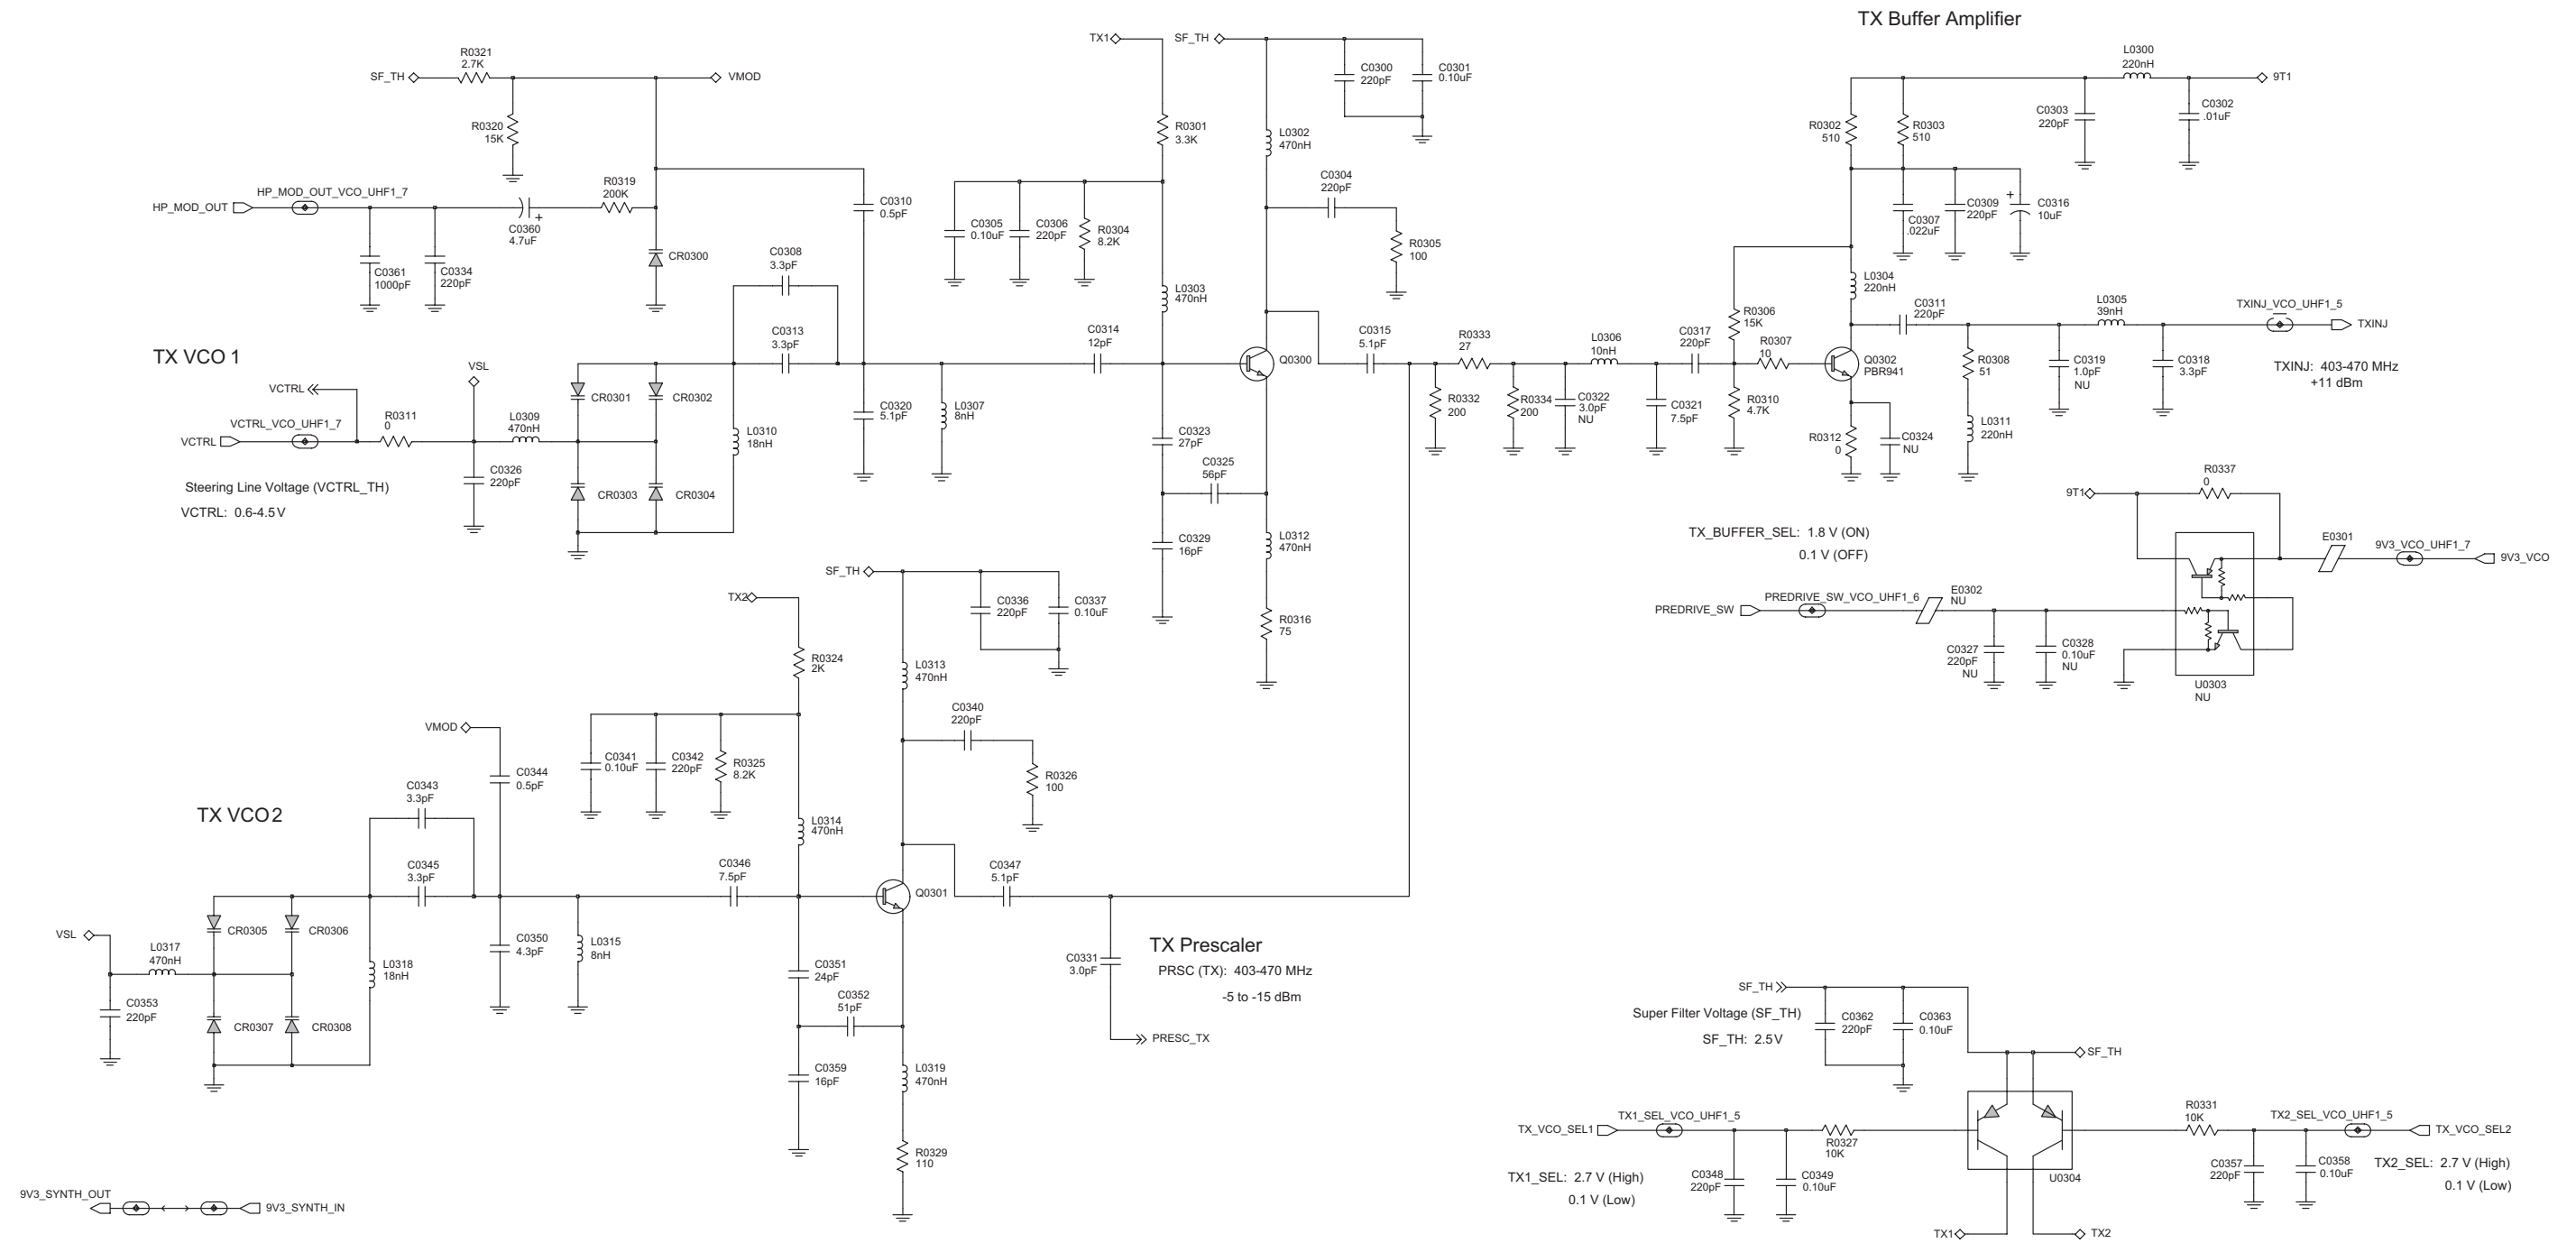 TX Buffer Amplifier
R0321
2.7K
SF_TH
VMOD
R0320
15K
HP_MOD_OUT_VCO_UHF1_7
HP_MOD_OUT
R0319
200K
C0360
4.7uF
+
C0361
1000pF
C0334
220pF
CR0300
C0310
0.5pF
C0308
3.3pF
C0313
3.3pF
TX VCO 1
VCTRL
VCTRL_VCO_UHF1_7
VCTRL
R0311
0
VSL
L0309
470nH
C0326
220pF
Steering Line Voltage (VCTRL_TH)
VCTRL: 0.6-4.5V
CR0301
CR0302
CR0303
CR0304
L0310
18nH
C0320
5.1pF
L0307
8nH
TX1
SF_TH
R0301
3.3K
C0305
0.10uF
C0306
220pF
R0304
8.2K
L0303
470nH
C0314
12pF
L0302
470nH
C0300
220pF
C0301
0.10uF
C0304
220pF
R0305
100
Q0300
C0323
27pF
C0325
56pF
C0329
16pF
L0312
470nH
R0316
75
C0315
5.1pF
R0333
27
R0332
200
R0334
200
C0322
3.0pF
NU
L0306
10nH
C0321
7.5pF
C0317
220pF
R0306
15K
R0307
10
R0310
4.7K
R0302
510
R0303
510
L0300
220nH
9T1
C0303
220pF
C0302
.01uF
C0307
.022uF
C0309
220pF
+
C0316
10uF
L0304
220nH
C0311
220pF
Q0302
PBR941
R0312
0
C0324
NU
R0308
51
L0311
220nH
L0305
39nH
C0319
1.0pF
NU
C0318
3.3pF
TXINJ_VCO_UHF1_5
TXINJ
TXINJ: 403-470 MHz
+11 dBm
TX_BUFFER_SEL: 1.8 V (ON)
0.1 V (OFF)
9T1
R0337
0
E0301
9V3_VCO_UHF1_7
9V3_VCO
PREDRIVE_SW
PREDRIVE_SW_VCO_UHF1_6
E0302
NU
C0327
220pF
NU
C0328
0.10uF
NU
U0303
NU
SF_TH
TX2
C0336
220pF
C0337
0.10uF
R0324
2K
L0313
470nH
C0341
0.10uF
C0342
220pF
R0325
8.2K
C0340
220pF
R0326
100
VMOD
C0344
0.5pF
TX VCO 2
C0343
3.3pF
C0345
3.3pF
L0314
470nH
C0346
7.5pF
Q0301
C0347
5.1pF
VSL
L0317
470nH
C0353
220pF
CR0305
CR0306
CR0307
CR0308
L0318
18nH
C0350
4.3pF
L0315
8nH
C0351
24pF
C0352
51pF
C0359
16pF
L0319
470nH
R0329
110
C0331
3.0pF
TX Prescaler
PRSC (TX): 403-470 MHz
-5 to -15 dBm
PRESC_TX
SF_TH
Super Filter Voltage (SF_TH)
SF_TH: 2.5V
C0362
220pF
C0363
0.10uF
SF_TH
TX_VCO_SEL1
TX1_SEL_VCO_UHF1_5
TX1_SEL: 2.7 V (High)
0.1 V (Low)
C0348
220pF
C0349
0.10uF
R0327
10K
U0304
TX1
TX2
R0331
10K
TX2_SEL_VCO_UHF1_5
TX_VCO_SEL2
C0357
220pF
C0358
0.10uF
TX2_SEL: 2.7 V (High)
0.1 V (Low)
9V3_SYNTH_OUT
9V3_SYNTH_IN